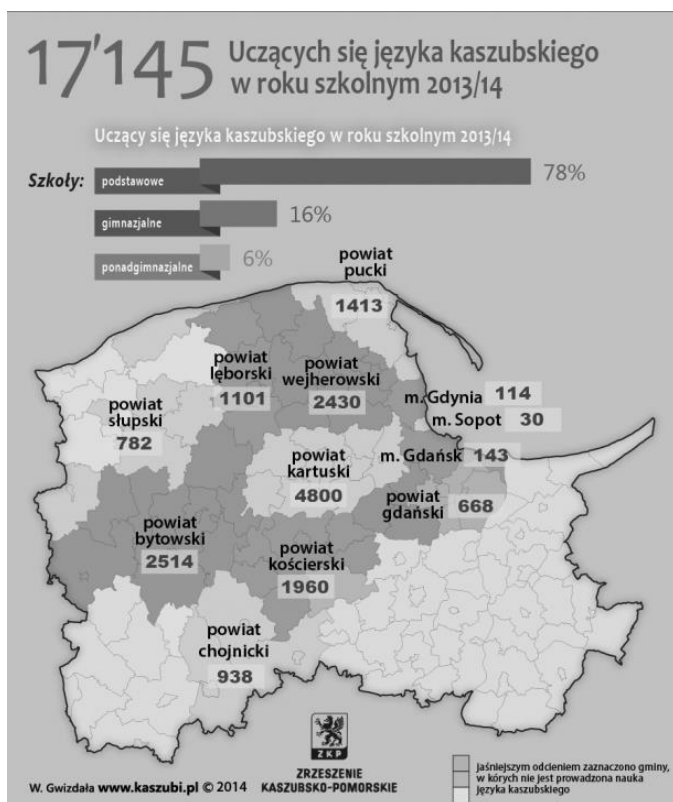 17'145 Uczących się języka kaszubskiego
w roku szkolnym 2013/14
Uczący się języka kaszubskiego w roku szkolnym 2013/14
Szkoły:
podstawowe 78%
gimnazjalne 16%
ponadgimnazjalne 6%
powiat
pucki
1413
powiat
lęborski
1101
powiat
wejherowski
2430
m. Gdynia 114
m. Sopot 30
powiat
słupski
782
powiat
kartuski
4800
m. Gdańsk 143
powiat
gdański
668
powiat
bytowski
2514
powiat
kościerski
1960
powiat
chojnicki
938
ZKP
ZRZESZENIE
KASZUBSKO-POMORSKIE
W. Gwizdała www.kaszubi.pl © 2014
jaśniejszym odcieniem zaznaczono gminy,
w kórych nie jest prowadzona nauka
języka kaszubskiego